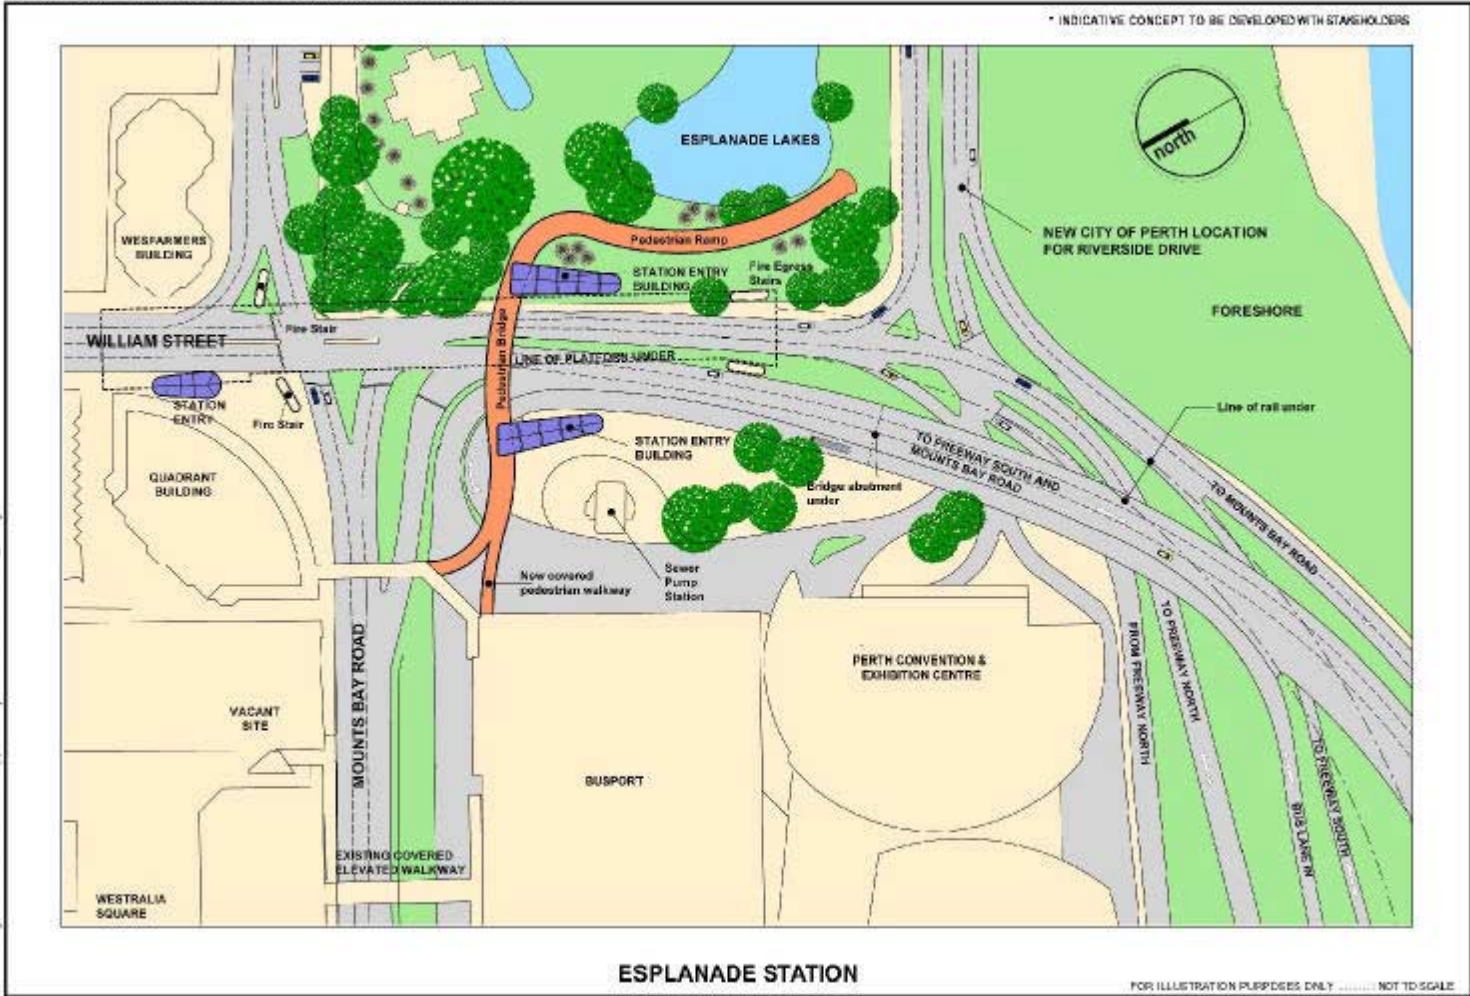 * INDICATIVE CONCEPT TO BE DEVELOPED WITH STAKEHOLDERS
ESPLANADE LAKES
north
WESFARMERS
BUILDING
Pedestrian Ramp
NEW CITY OF PERTH LOCATION
FOR RIVERSIDE DRIVE
STATION ENTRY
BUILDING
Fire Egress
Stairs
FORESHORE
Fire Stair
WILLIAM STREET
Pedestrian Bridge
LINE OF PLATFORM UNDER
STATION
ENTRY
Fire Stair
Line of rail under
STATION ENTRY
BUILDING
TO FREEWAY SOUTH AND
MOUNTS BAY ROAD
QUADRANT
BUILDING
Bridge abutment
under
TO MOUNTS BAY ROAD
New covered
pedestrian walkway
Sewer
Pump
Station
MOUNTS BAY ROAD
PERTH CONVENTION &
EXHIBITION CENTRE
FROM FREEWAY NORTH
TO FREEWAY NORTH
VACANT
SITE
BUSPORT
TO FREEWAY SOUTH
BUS LANE IN
EXISTING COVERED
ELEVATED WALKWAY
WESTRALIA
SQUARE
ESPLANADE STATION
FOR ILLUSTRATION PURPOSES ONLY ........: NOT TO SCALE